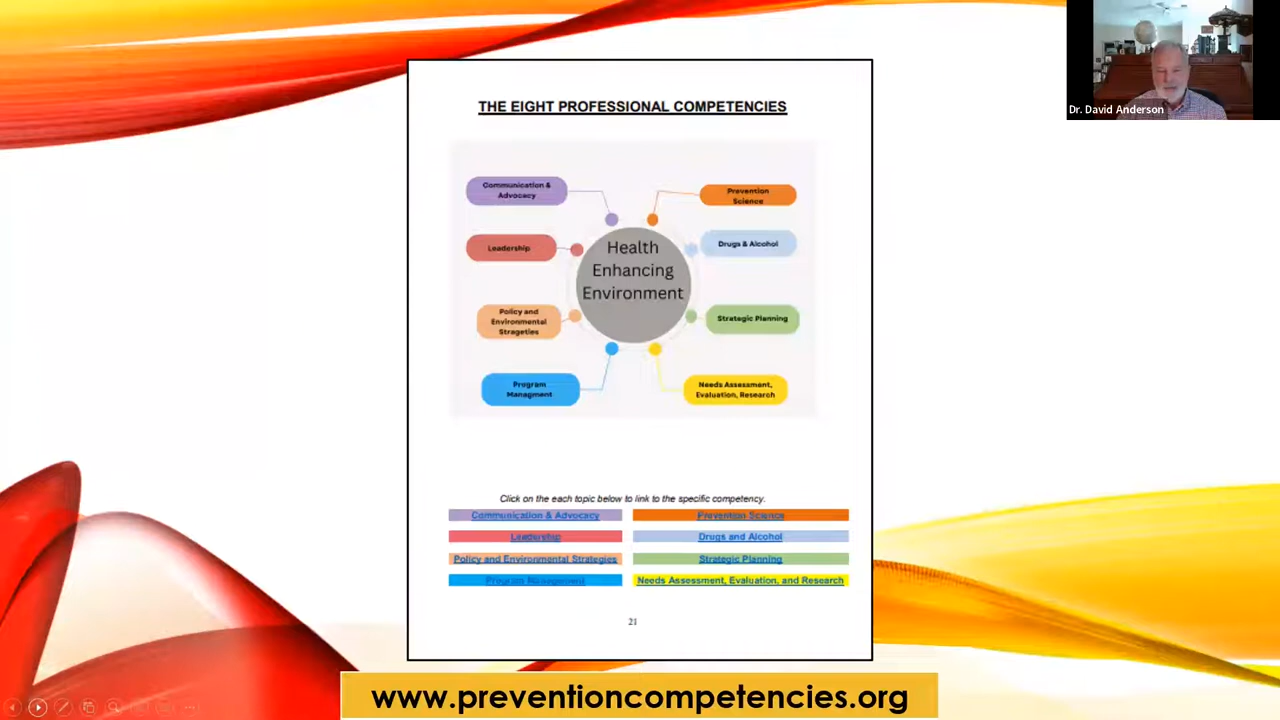 THE EIGHT PROFESSIONAL COMPETENCIES
Communication &
Advocacy
Prevention
Science
Leadership
Drugs & Alcohol
Health
Enhancing
Environment
Policy and
Environmental
Strageties
Strategic Planning
Program
Managment
Needs Assessment,
Evaluation, Research
Click on the each topic below to link to the specific competency.
Communication & Advocacy
Prevention Science
Leadership
Drugs and Alcohol
Policy and Environmental Strategies
Strategic Planning
Program Management
Needs Assessment, Evaluation, and Research
21
www.preventioncompetencies.org
Dr. David Anderson